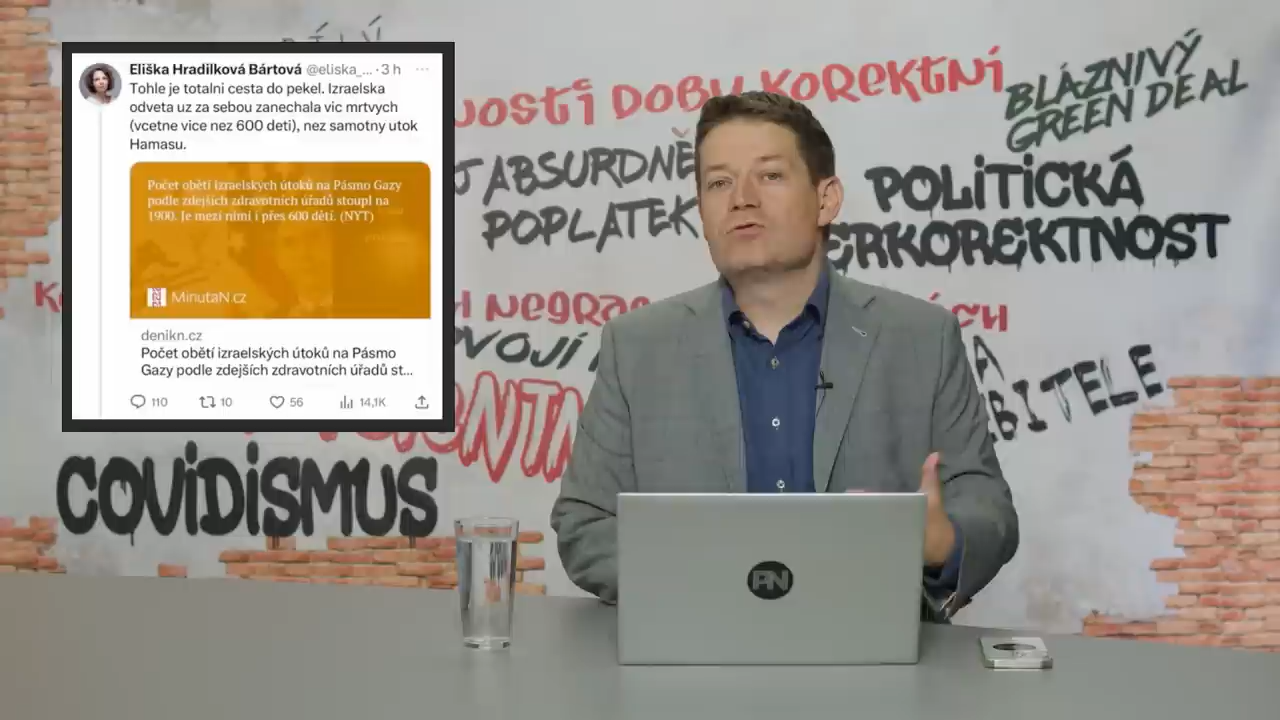 Eliška Hradilková Bártová @eliska_... · 3 h
Tohle je totalni cesta do pekel. Izraelska
odveta uz za sebou zanechala vic mrtvych
(vcetne vice nez 600 deti), nez samotny utok
Hamasu.
Počet obětí Izraelských útoků na Pásmo Gazy
podle zdejších zdravotních úřadů stoupl na
1900. Je mezi nimi i přes 600 dětí. (NYT)
MinutaN.cz
denikn.cz
Počet obětí izraelských útoků na Pásmo
Gazy podle zdejších zdravotních úřadů st...
110 10 56 14,1K
DOBY KOREKTNÍ
BLÁZNIVÝ
GREEN DEAL
ABSURDNĚ
POPLATEK
POLITICKÁ
ERKOREKTNOST
COVIDISMUS
PN